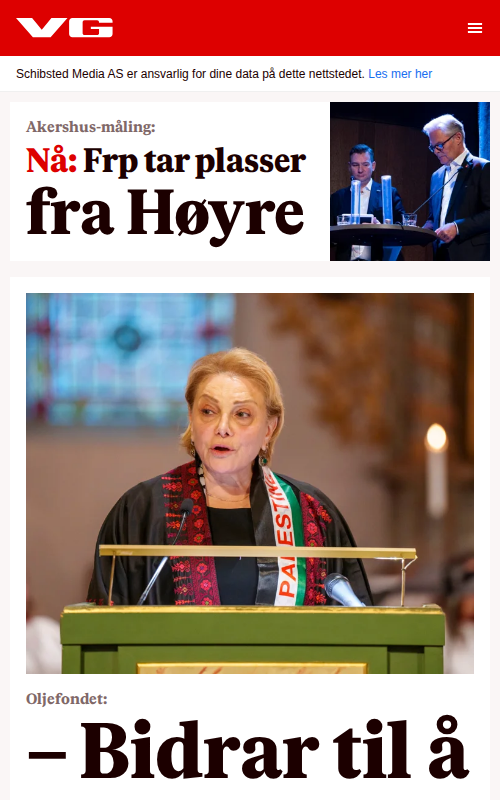 VG
Schibsted Media AS er ansvarlig for dine data på dette nettstedet. Les mer her
Akershus-måling:
Nå: Frp tar plasser
fra Høyre
PALESTINE
Oljefondet:
– Bidrar til å